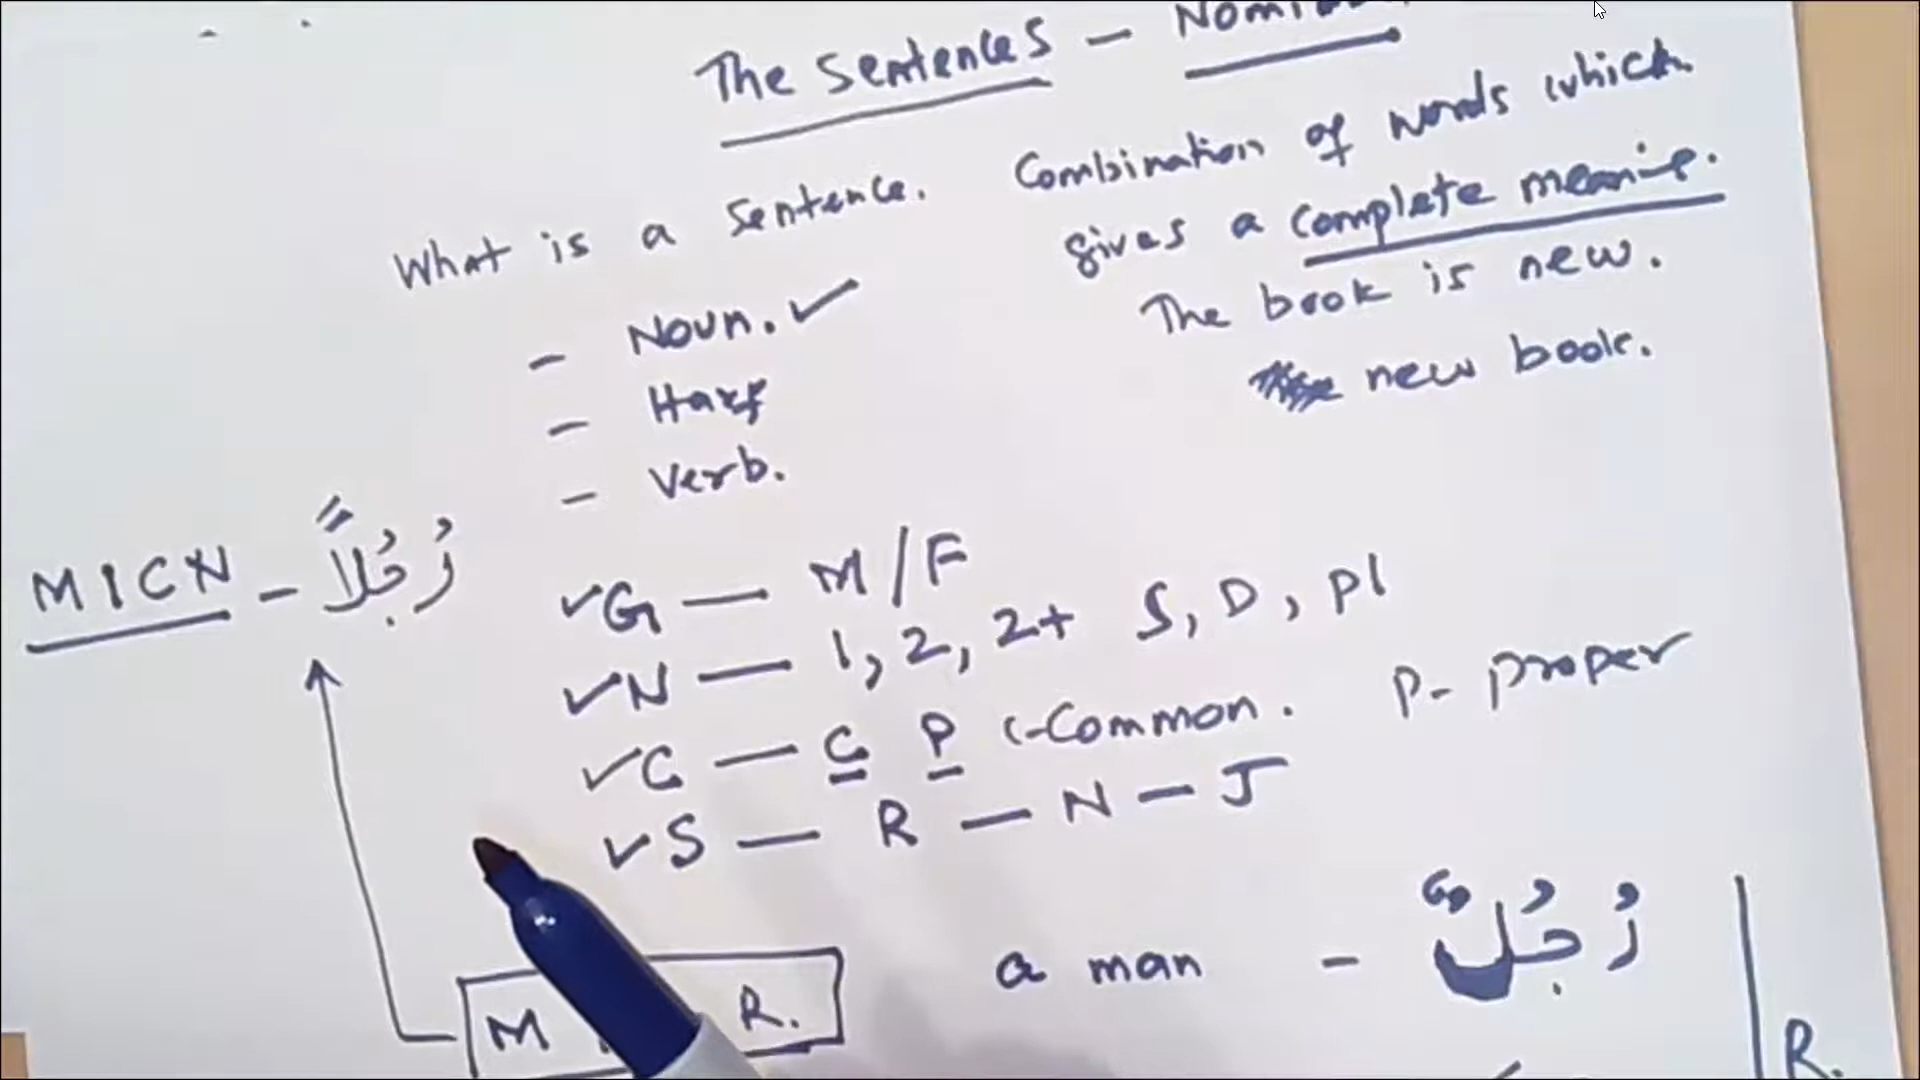 The Sentences -
What is a sentence. Combination of words which
gives a complete meaning.
The book is new.
new book.
- Noun. ✓
- Harf
- Verb.
MICN - رُجُلاً
✓G — M/F
✓N — 1, 2, 2+ S, D, Pl
✓C — C P C-Common. P- proper
✓S — R — N — J
a man - رُجُلٌ
M R.
R.